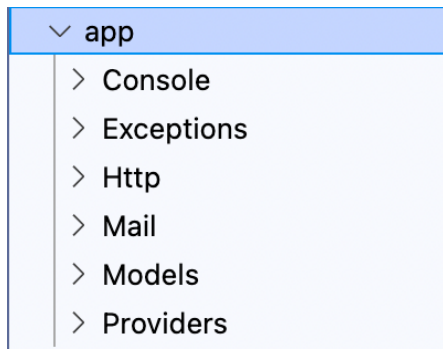 app
Console
Exceptions
Http
Mail
Models
Providers